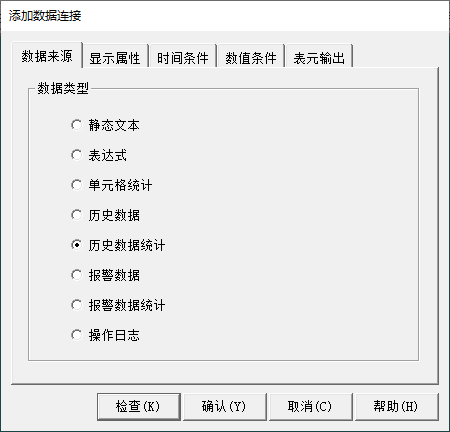 添加数据连接
数据来源 显示属性 时间条件 数值条件 表元输出
数据类型
静态文本
表达式
单元格统计
历史数据
历史数据统计
报警数据
报警数据统计
操作日志
检查(K) 确认(Y) 取消(C) 帮助(H)